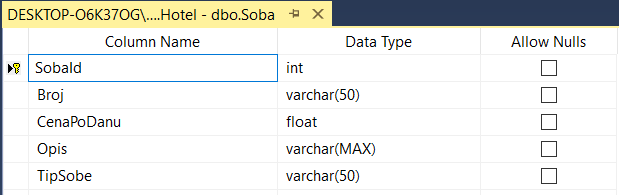 DESKTOP-O6K37OG\....Hotel - dbo.Soba
Column Name Data Type Allow Nulls
SobaId int
Broj varchar(50)
CenaPoDanu float
Opis varchar(MAX)
TipSobe varchar(50)